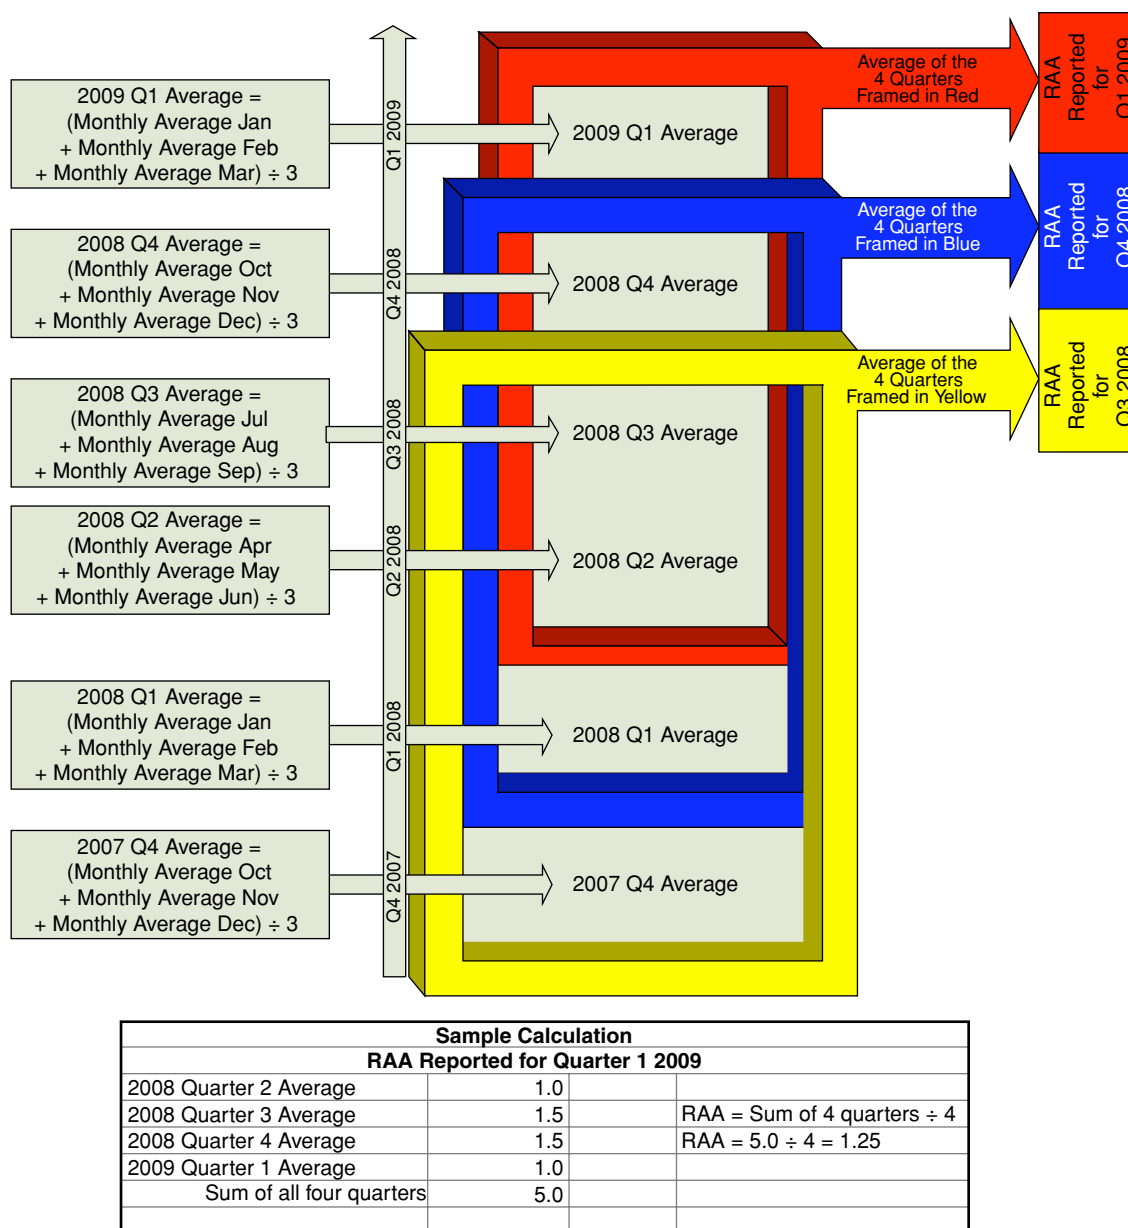 2009 Q1 Average =
(Monthly Average Jan
+ Monthly Average Feb
+ Monthly Average Mar) ÷ 3
2008 Q4 Average =
(Monthly Average Oct
+ Monthly Average Nov
+ Monthly Average Dec) ÷ 3
2008 Q3 Average =
(Monthly Average Jul
+ Monthly Average Aug
+ Monthly Average Sep) ÷ 3
2008 Q2 Average =
(Monthly Average Apr
+ Monthly Average May
+ Monthly Average Jun) ÷ 3
2008 Q1 Average =
(Monthly Average Jan
+ Monthly Average Feb
+ Monthly Average Mar) ÷ 3
2007 Q4 Average =
(Monthly Average Oct
+ Monthly Average Nov
+ Monthly Average Dec) ÷ 3
Q1 2009
Q4 2008
Q3 2008
Q2 2008
Q1 2008
Q4 2007
2009 Q1 Average
2008 Q4 Average
2008 Q3 Average
2008 Q2 Average
2008 Q1 Average
2007 Q4 Average
Average of the
4 Quarters
Framed in Red
RAA
Reported
for
Q1 2009
Average of the
4 Quarters
Framed in Blue
RAA
Reported
for
Q4 2008
Average of the
4 Quarters
Framed in Yellow
RAA
Reported
for
Q3 2008
Sample Calculation
RAA Reported for Quarter 1 2009
2008 Quarter 2 Average 1.0
2008 Quarter 3 Average 1.5 RAA = Sum of 4 quarters ÷ 4
2008 Quarter 4 Average 1.5 RAA = 5.0 ÷ 4 = 1.25
2009 Quarter 1 Average 1.0
Sum of all four quarters 5.0